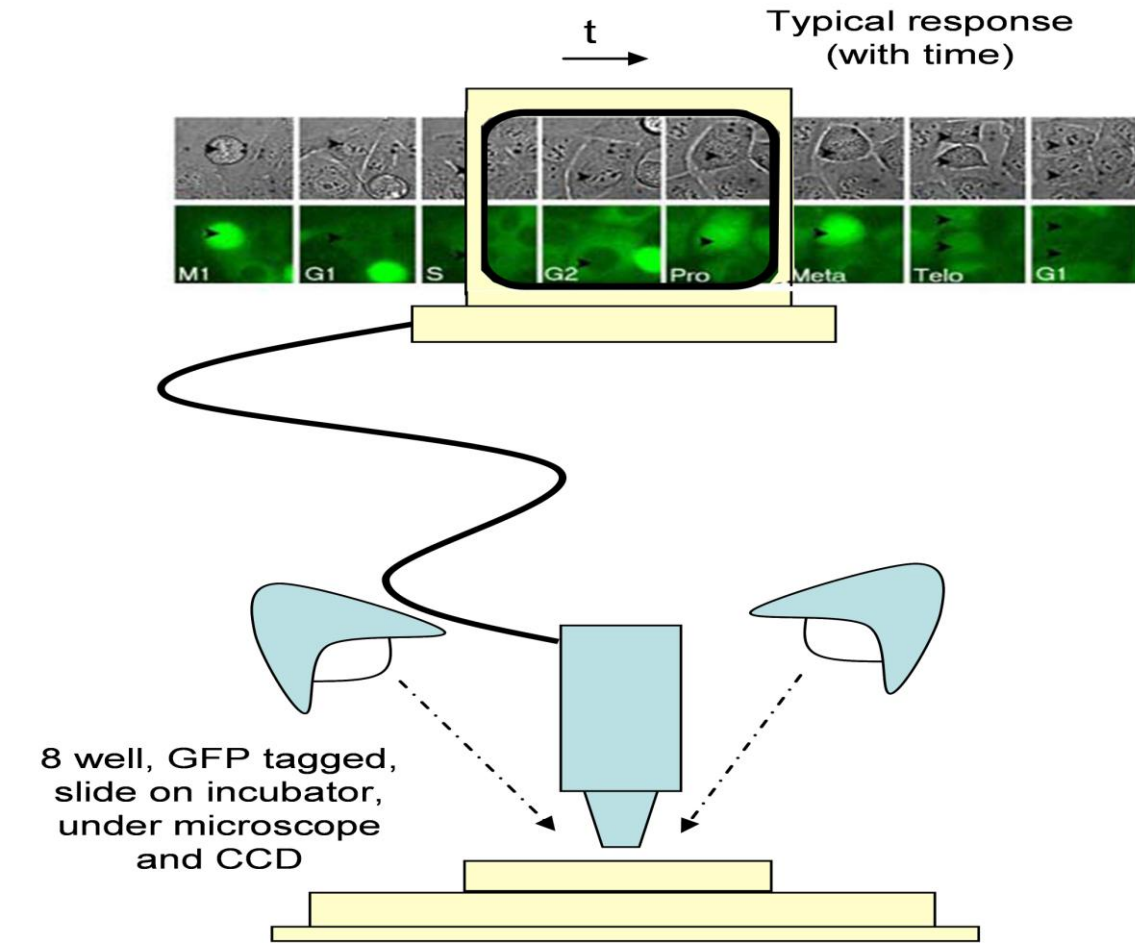 t
Typical response
(with time)
M1
G1
S
G2
Pro
Meta
Telo
G1
8 well, GFP tagged,
slide on incubator,
under microscope
and CCD